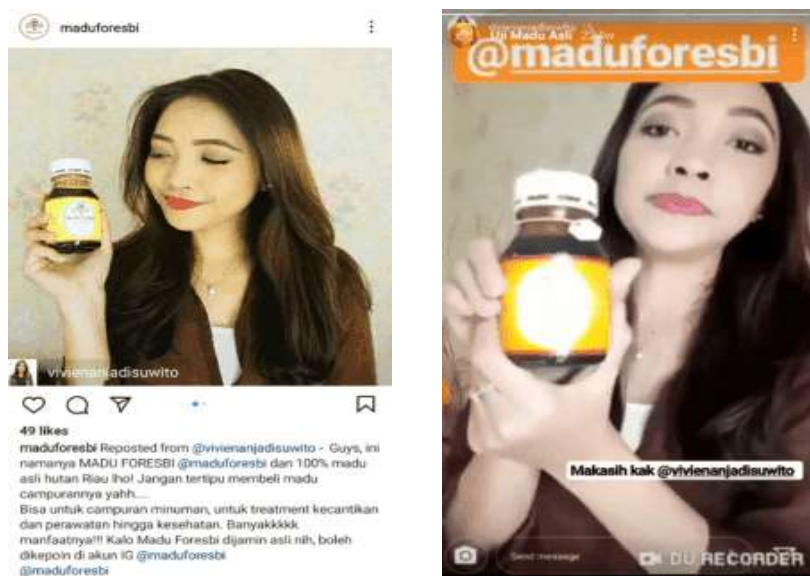 maduforesbi
vivienanjadisuwito
49 likes
maduforesbi Reposted from @vivienanjadisuwito - Guys, ini
namanya MADU FORESBI @maduforesbi dan 100% madu
asli hutan Riau lho! Jangan tertipu membeli madu
campurannya yahh....
Bisa untuk campuran minuman, untuk treatment kecantikan
dan perawatan hingga kesehatan. Banyakkkkk
manfaatnya!!! Kalo Madu Foresbi dijamin asli nih, boleh
dikepoin di akun IG @maduforesbi
@maduforesbi
Uji Madu Asli
@maduforesbi
Makasih kak @vivienanjadisuwito
Send message
DU RECORDER